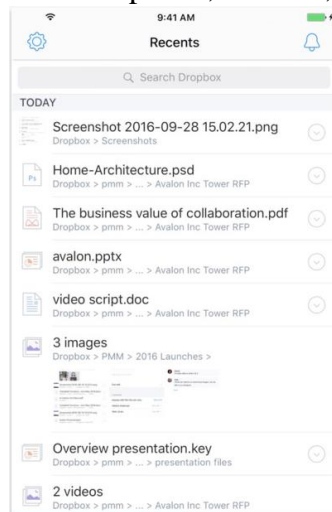 9:41 AM
Recents
Search Dropbox
TODAY
Screenshot 2016-09-28 15.02.21.png
Dropbox > Screenshots
Ps
Home-Architecture.psd
Dropbox > pmm > ... > Avalon Inc Tower RFP
The business value of collaboration.pdf
Dropbox > pmm > ... > Avalon Inc Tower RFP
avalon.pptx
Dropbox > pmm > ... > Avalon Inc Tower RFP
video script.doc
Dropbox > pmm > ... > Avalon Inc Tower RFP
3 images
Dropbox > PMM > 2016 Launches >
Overview presentation.key
Dropbox > pmm > ... > presentation files
2 videos
Dropbox > pmm > ... > Avalon Inc Tower RFP